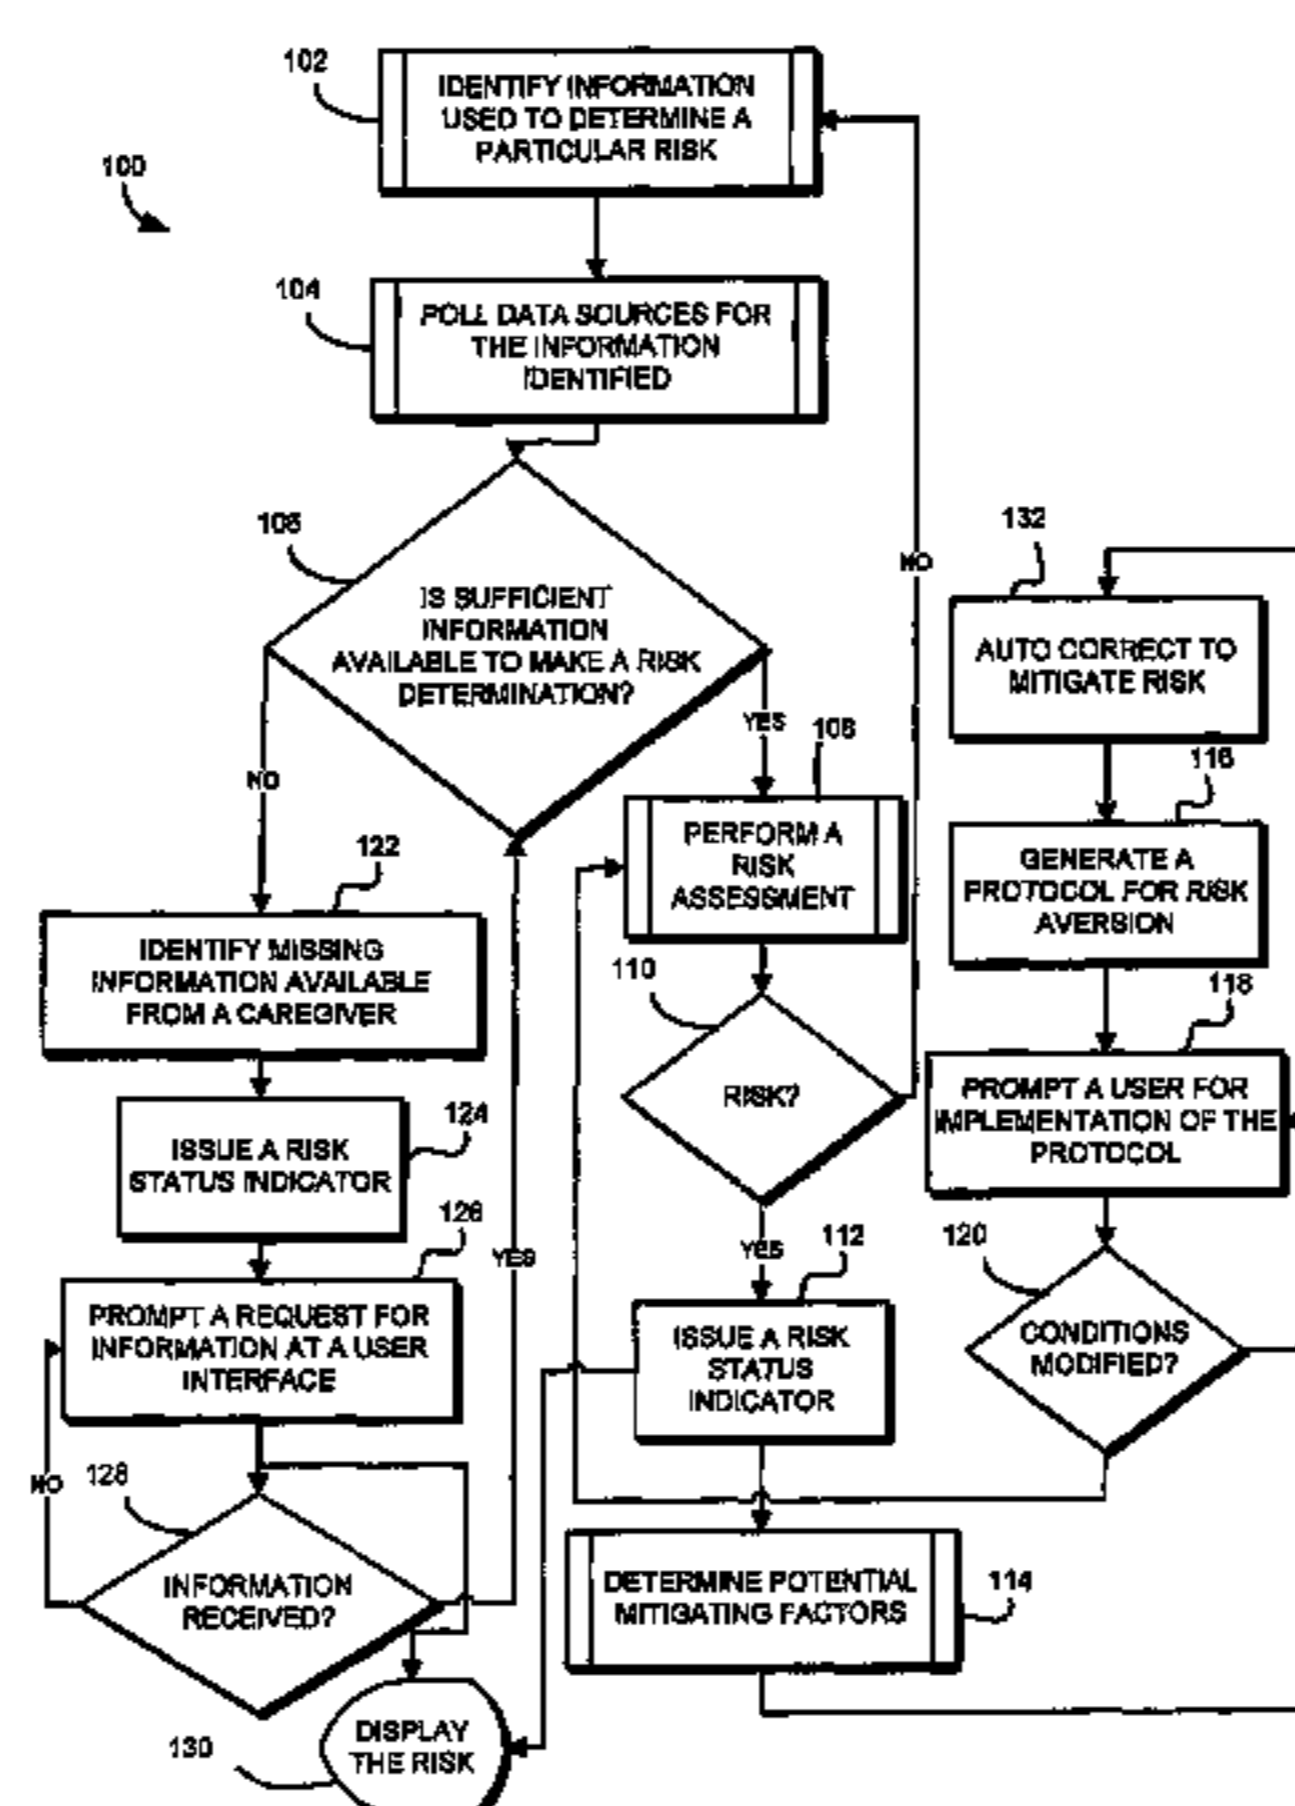 102
IDENTIFY INFORMATION
USED TO DETERMINE A
PARTICULAR RISK
100
104
POLL DATA SOURCES FOR
THE INFORMATION
IDENTIFIED
106
IS SUFFICIENT
INFORMATION
AVAILABLE TO MAKE A RISK
DETERMINATION?
NO
YES
NO
132
AUTO CORRECT TO
MITIGATE RISK
108
PERFORM A
RISK
ASSESSMENT
116
GENERATE A
PROTOCOL FOR RISK
AVERSION
122
IDENTIFY MISSING
INFORMATION AVAILABLE
FROM A CAREGIVER
110
RISK?
118
PROMPT A USER FOR
IMPLEMENTATION OF THE
PROTOCOL
124
ISSUE A RISK
STATUS INDICATOR
126
YES
YES
112
120
PROMPT A REQUEST FOR
INFORMATION AT A USER
INTERFACE
ISSUE A RISK
STATUS
INDICATOR
CONDITIONS
MODIFIED?
NO
128
INFORMATION
RECEIVED?
DETERMINE POTENTIAL
MITIGATING FACTORS
114
130
DISPLAY
THE RISK